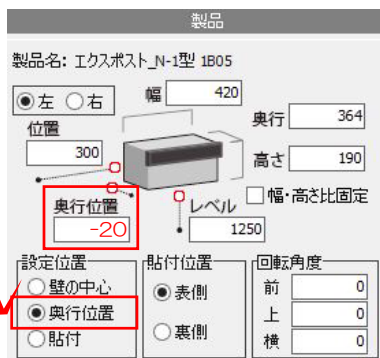 製品
製品名: エクスポスト_N-1型 1B05
左 右
幅 420
奥行 364
位置
300
高さ 190
幅・高さ比固定
奥行位置
-20
レベル
1250
設定位置
壁の中心
奥行位置
貼付
貼付位置
表側
裏側
回転角度
前 0
上 0
横 0